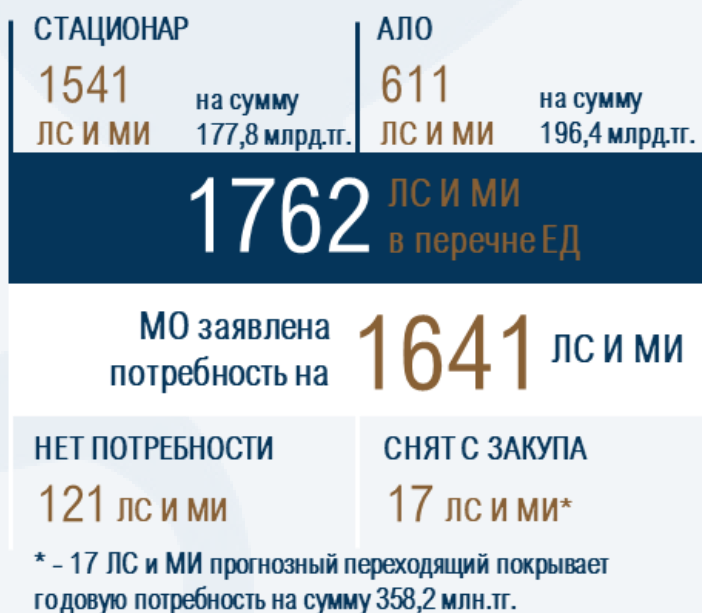 СТАЦИОНАР
1541
ЛС И МИ
на сумму
177,8 млрд.тг.
АЛО
611
ЛС И МИ
на сумму
196,4 млрд.тг.
1762
ЛС И МИ
в перечне ЕД
МО заявлена
потребность на
1641
ЛС И МИ
НЕТ ПОТРЕБНОСТИ
121 ЛС И МИ
СНЯТ С ЗАКУПА
17 ЛС И МИ*
* - 17 ЛС и МИ прогнозный переходящий покрывает
годовую потребность на сумму 358,2 млн.тг.